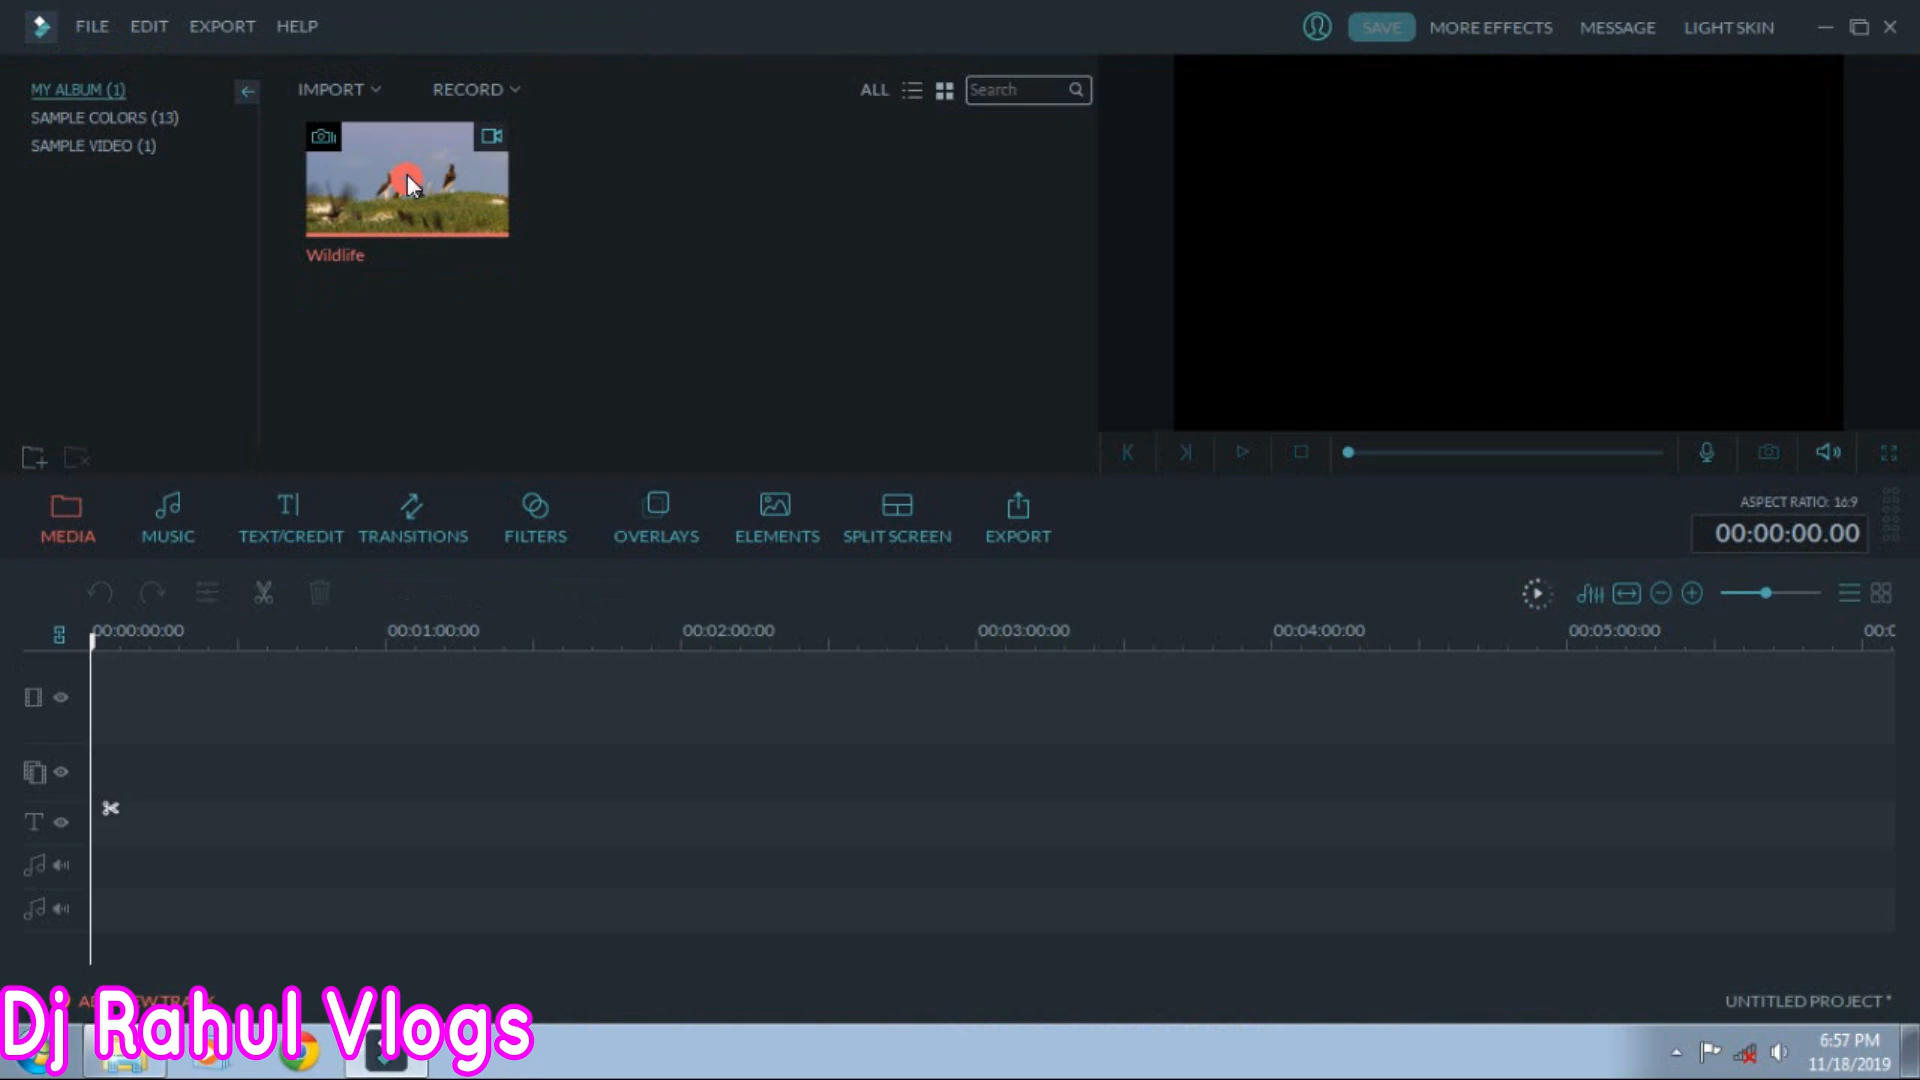 FILE EDIT EXPORT HELP
SAVE MORE EFFECTS MESSAGE LIGHT SKIN
MY ALBUM (1)
SAMPLE COLORS (13)
SAMPLE VIDEO (1)
IMPORT RECORD ALL Search
Wildlife
MEDIA MUSIC TEXT/CREDIT TRANSITIONS FILTERS OVERLAYS ELEMENTS SPLIT SCREEN EXPORT
ASPECT RATIO: 16:9
00:00:00.00
00:00:00:00 00:01:00:00 00:02:00:00 00:03:00:00 00:04:00:00 00:05:00:00
UNTITLED PROJECT *
Dj Rahul Vlogs
6:57 PM
11/18/2019